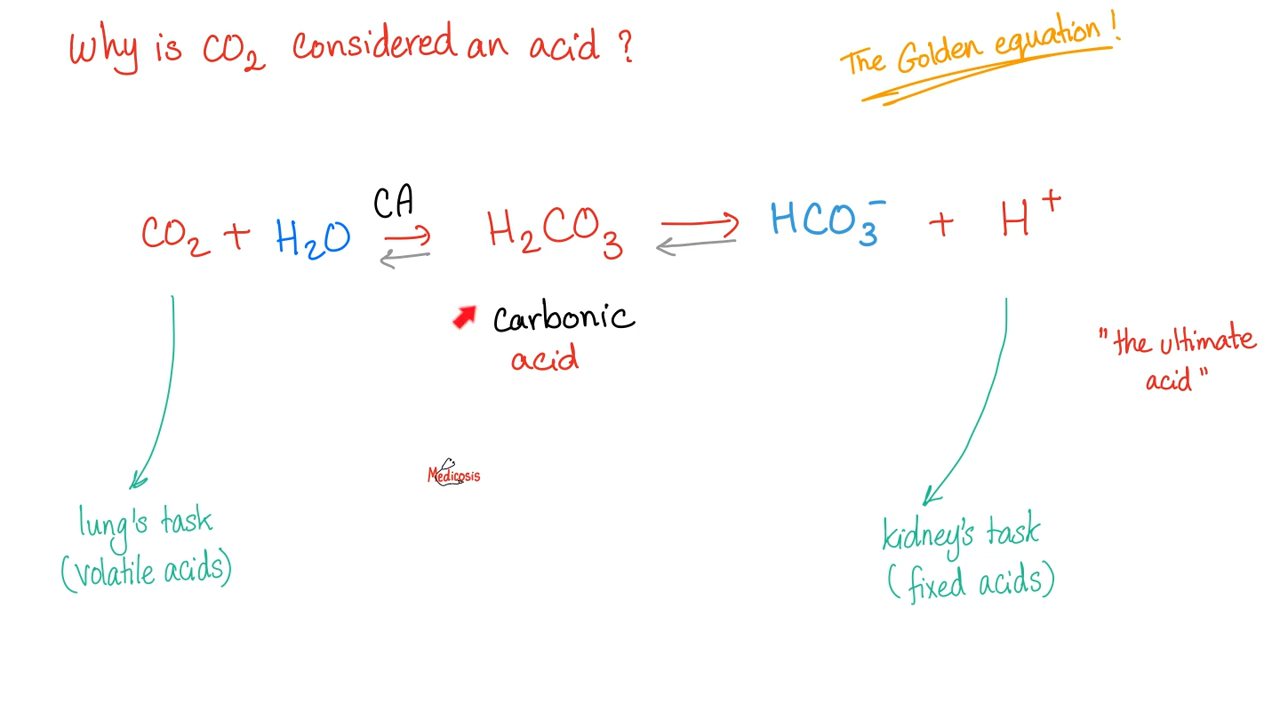 Why is CO₂ considered an acid?
The Golden equation!
CA
CO₂ + H₂O ⇌ H₂CO₃ ⇌ HCO₃⁻ + H⁺
carbonic
acid
"the ultimate
acid"
Medicosis
lung's task
(volatile acids)
kidney's task
(fixed acids)